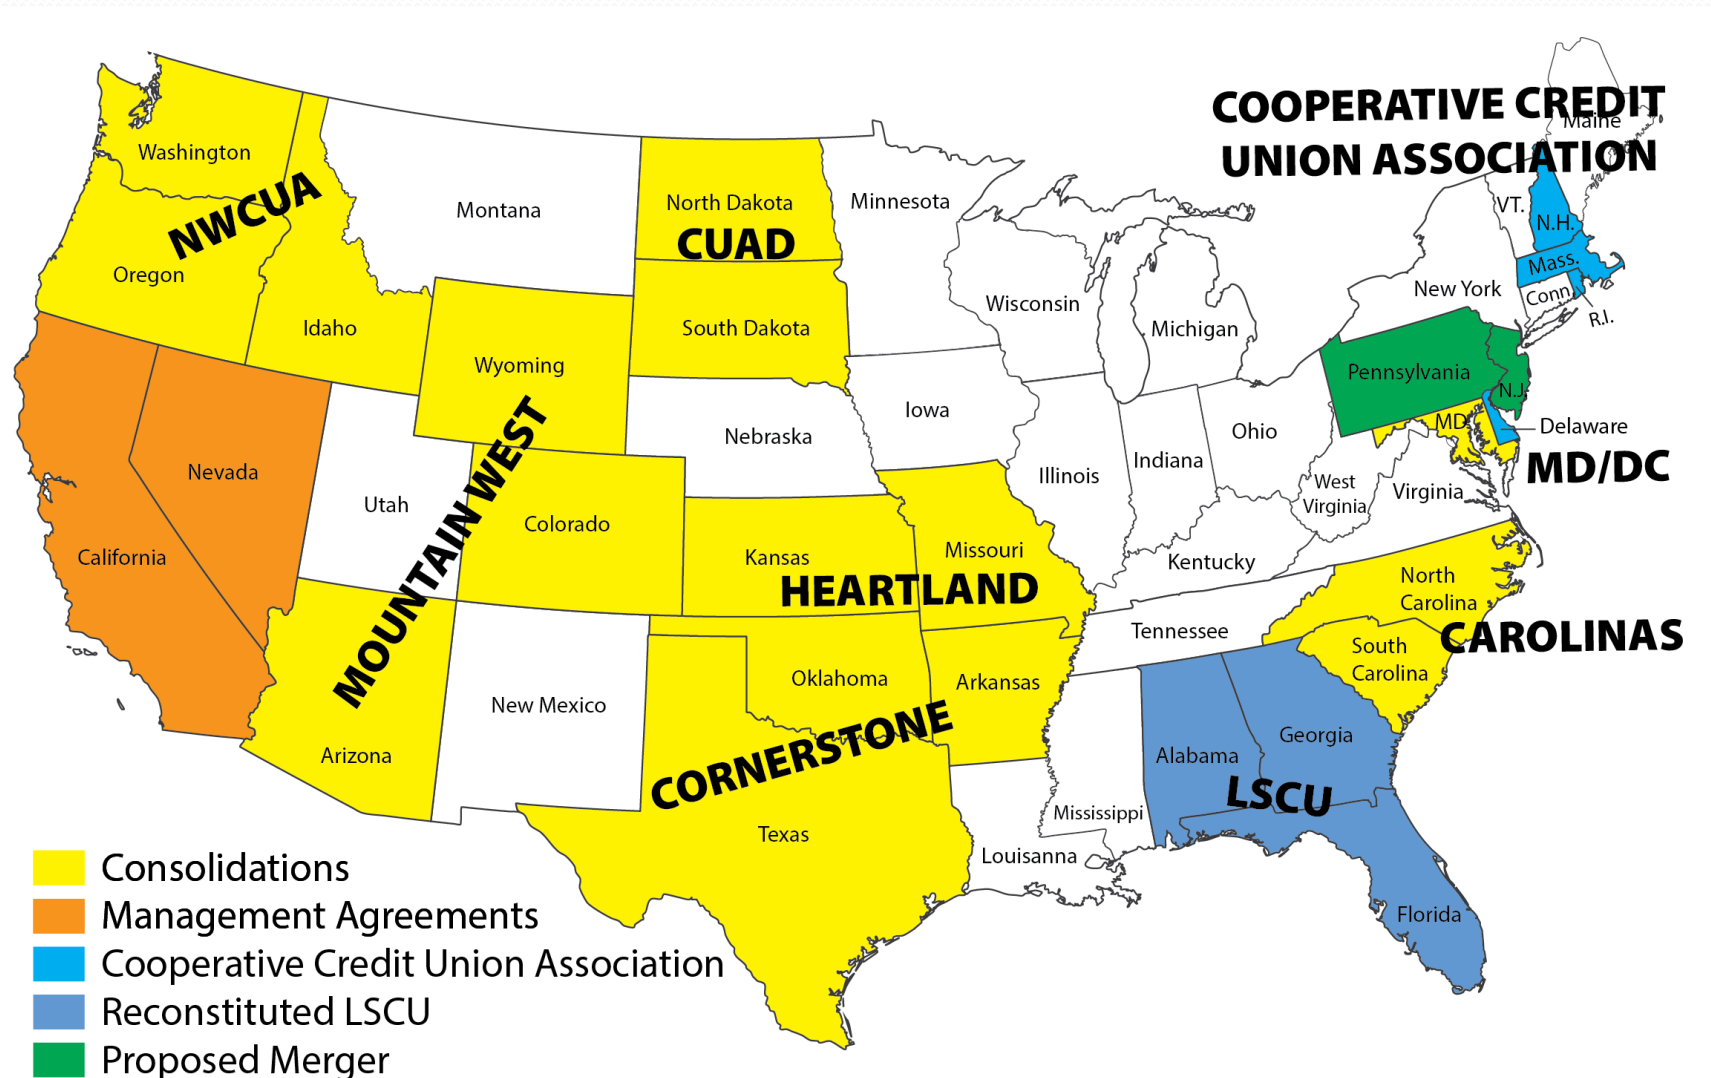 COOPERATIVE CREDIT
UNION ASSOCIATION
Maine
Washington
NWCUA
Oregon
Idaho
Montana
North Dakota
CUAD
South Dakota
Minnesota
Wisconsin
Michigan
VT.
N.H.
Mass.
Conn.
R.I.
New York
Pennsylvania
N.J.
MD
Delaware
MD/DC
Wyoming
MOUNTAIN WEST
Nebraska
Iowa
Illinois
Indiana
Ohio
West
Virginia
Virginia
Nevada
Utah
Colorado
California
Kansas
Missouri
HEARTLAND
Kentucky
North
Carolina
CAROLINAS
South
Carolina
Tennessee
Arizona
New Mexico
Oklahoma
Arkansas
CORNERSTONE
Texas
Mississippi
Louisanna
Alabama
Georgia
LSCU
Florida
Consolidations
Management Agreements
Cooperative Credit Union Association
Reconstituted LSCU
Proposed Merger